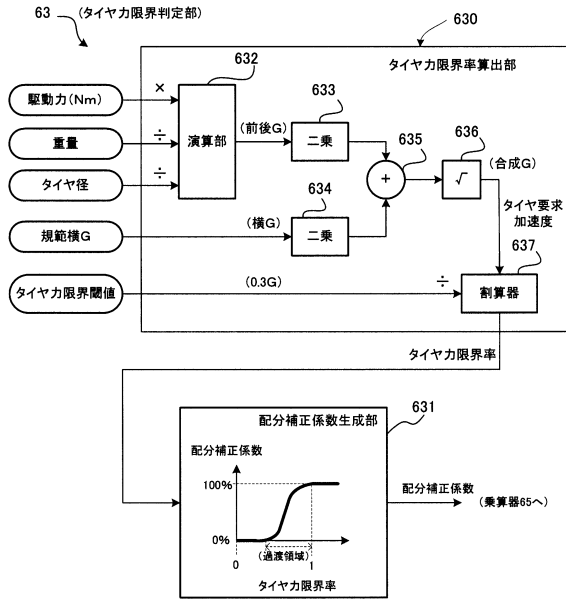 63 (タイヤ力限界判定部)
630
タイヤ力限界率算出部
632
633
634
635
636
637
駆動力(Nm)
×
重量
÷
タイヤ径
÷
演算部
(前後G)
二乗
+
√
(合成G)
タイヤ要求
加速度
規範横G
(横G)
二乗
タイヤ力限界閾値
(0.3G)
÷
割算器
タイヤ力限界率
631
配分補正係数生成部
配分補正係数
100%
0%
(過渡領域)
0
1
タイヤ力限界率
配分補正係数
(乗算器65へ)